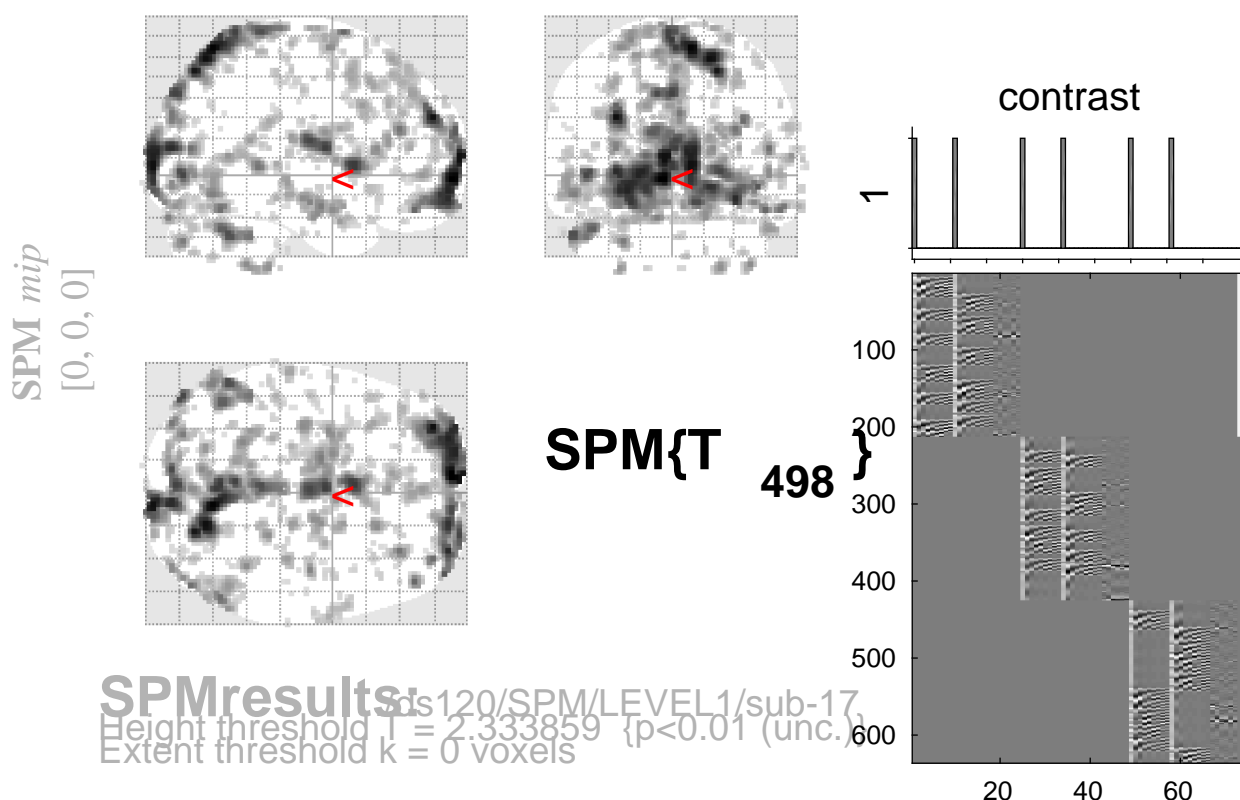 SPM mip
[0, 0, 0]
<
<
<
SPM{T 498 }
contrast
1
100
200
300
400
500
600
20 40 60
SPMresults: /ds120/SPM/LEVEL1/sub-17
Height threshold T = 2.333859 {p<0.01 (unc.)}
Extent threshold k = 0 voxels